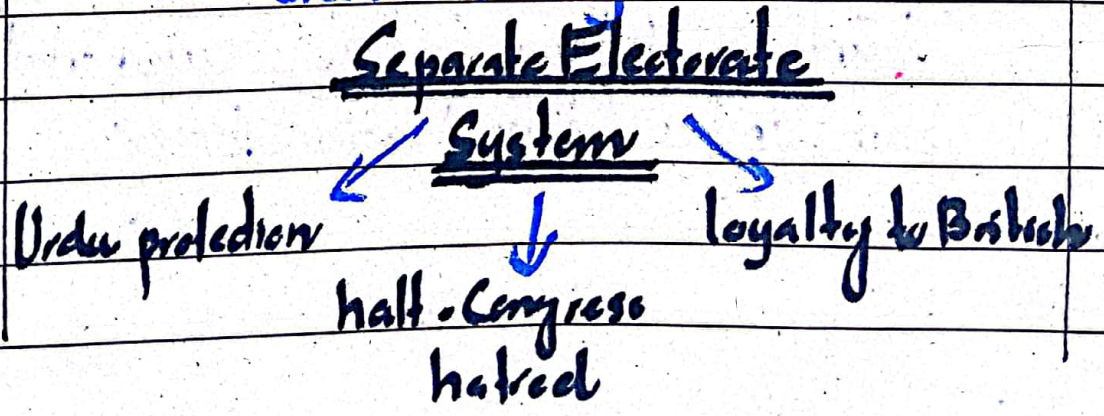 Separate Electorate
System
Urdu protection
loyalty to British
halt . Congress
hatred